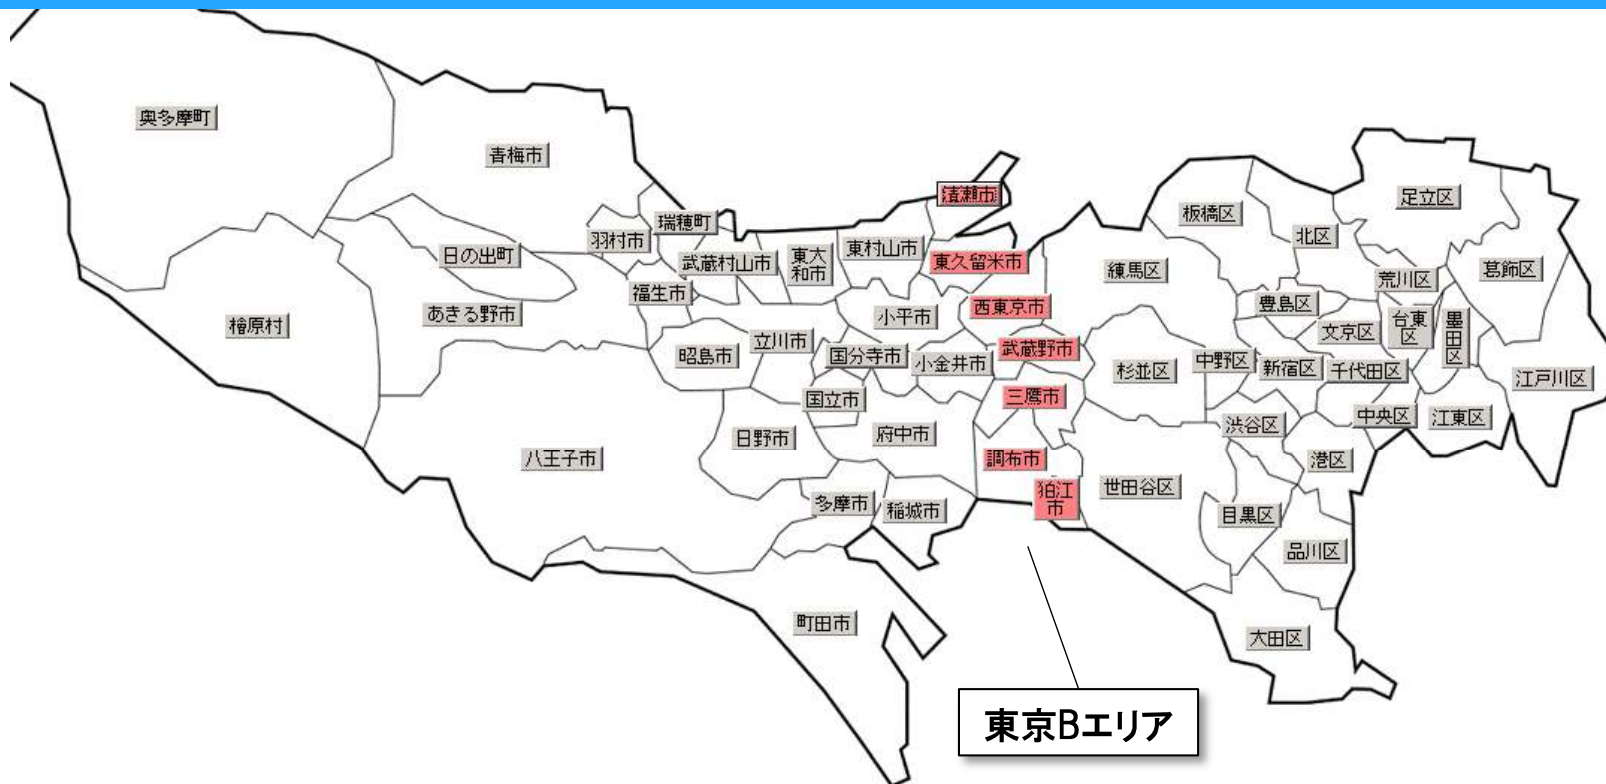 奥多摩町
青梅市
清瀬市
足立区
瑞穂町
板橋区
羽村市
北区
日の出町
武蔵村山市
東大
和市
東村山市
東久留米市
練馬区
荒川区
葛飾区
福生市
あきる野市
檜原村
西東京市
小平市
豊島区
文京区
台東
区
墨
田
区
昭島市
立川市
国分寺市
小金井市
武蔵野市
杉並区
中野区
新宿区
千代田区
江戸川区
国立市
三鷹市
渋谷区
中央区
江東区
日野市
府中市
八王子市
調布市
港区
世田谷区
狛江
市
多摩市
稲城市
目黒区
品川区
町田市
大田区
東京Bエリア